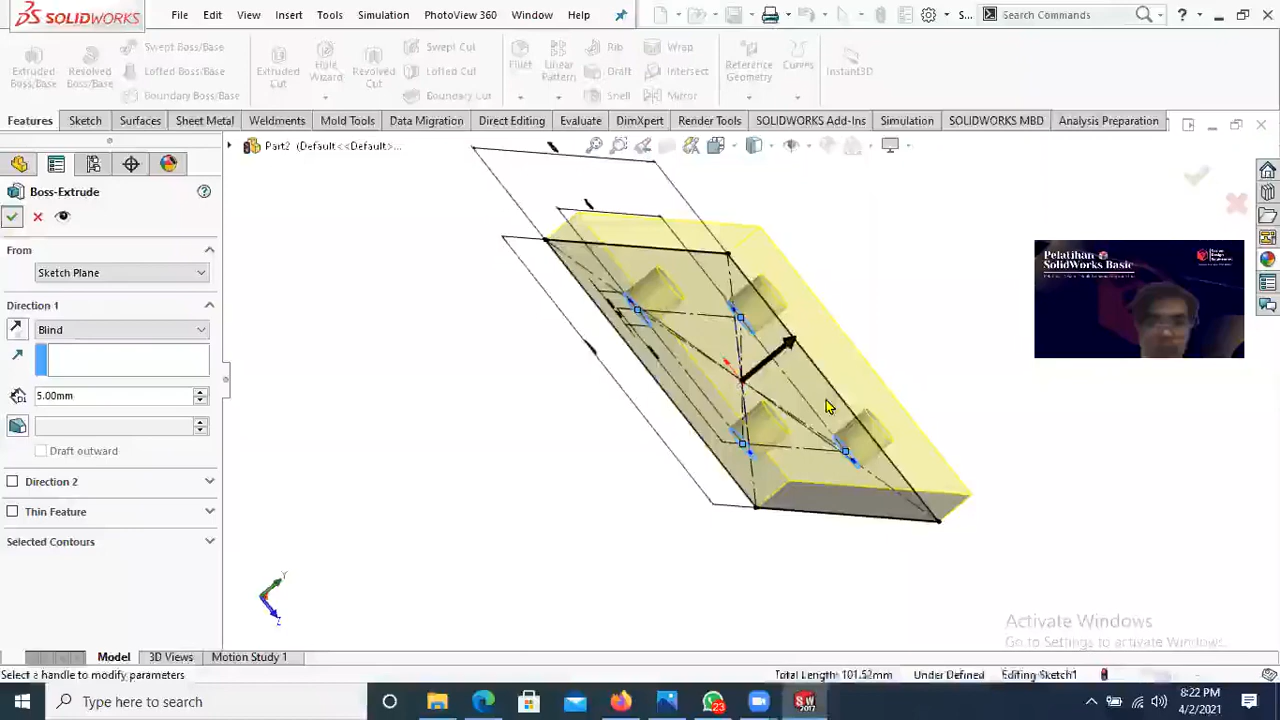 SOLIDWORKS File Edit View Insert Tools Simulation PhotoView 360 Window Help S... Search Commands ?
Extruded Boss/Base Revolved Boss/Base Swept Boss/Base Lofted Boss/Base Boundary Boss/Base Extruded Cut Hole Wizard Revolved Cut Swept Cut Lofted Cut Boundary Cut Fillet Linear Pattern Rib Draft Shell Wrap Intersect Mirror Reference Geometry Curves Instant3D
Features Sketch Surfaces Sheet Metal Weldments Mold Tools Data Migration Direct Editing Evaluate DimXpert Render Tools SOLIDWORKS Add-Ins Simulation SOLIDWORKS MBD Analysis Preparation
Part2 (Default<<Default>...
Boss-Extrude
From
Sketch Plane
Direction 1
Blind
5.00mm
Draft outward
Direction 2
Thin Feature
Selected Contours
Pelatihan
SolidWorks Basic
Y
Z
Activate Windows
Go to Settings to activate Windows.
Model 3D Views Motion Study 1
Select a handle to modify parameters Total Length: 101.52mm Under Defined Editing Sketch1
Type here to search
23
SW
2017
8:22 PM
4/2/2021